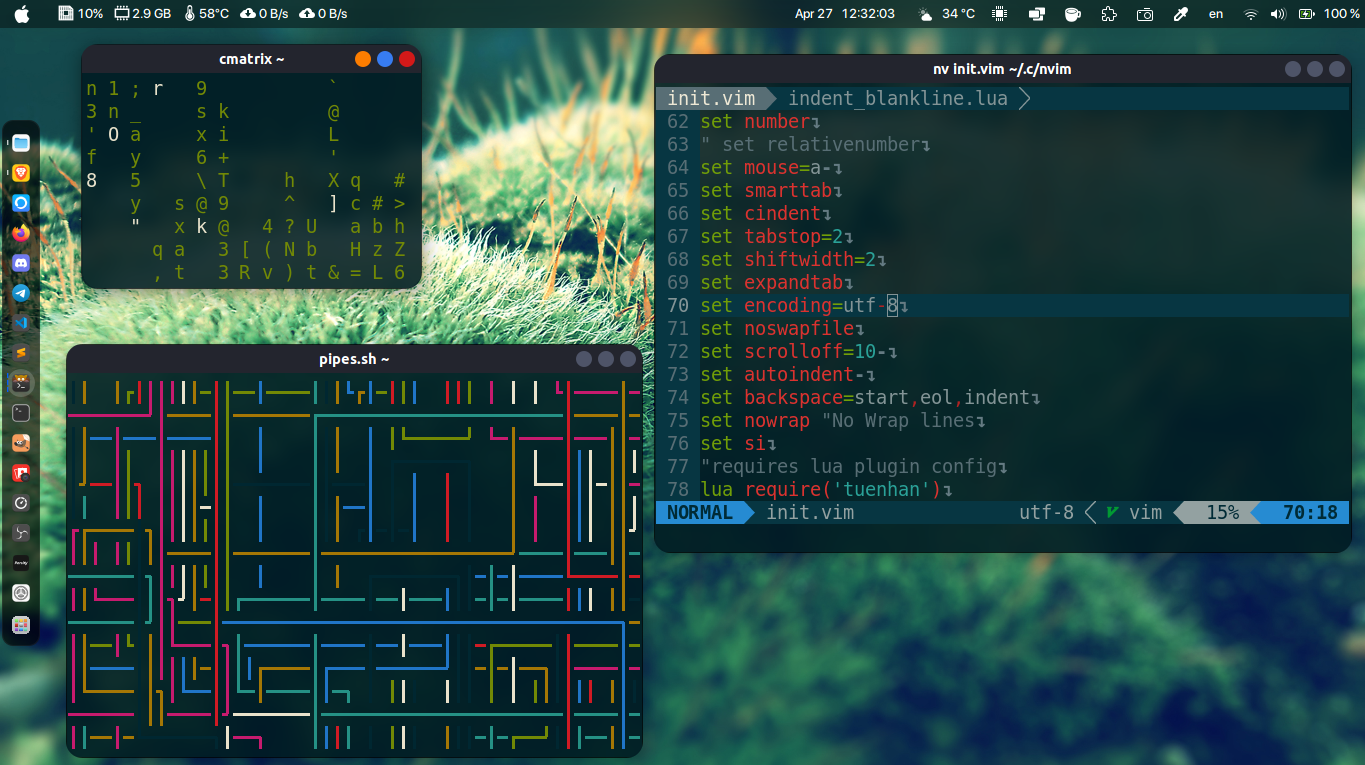 10% 2.9 GB 58°C 0 B/s 0 B/s Apr 27 12:32:03 34 °C en 100 %
cmatrix ~
n 1 ; r 9 `
3 n _ s k @
' O a x i L
f y 6 + '
8 5 \ T h X q #
y s @ 9 ^ ] c # >
" x k @ 4 ? U a b h
q a 3 [ ( N b H z Z
, t 3 R v ) t & = L 6
pipes.sh ~
nv init.vim ~/.c/nvim
init.vim indent_blankline.lua
62 set number↴
63 " set relativenumber↴
64 set mouse=a-↴
65 set smarttab↴
66 set cindent↴
67 set tabstop=2↴
68 set shiftwidth=2↴
69 set expandtab↴
70 set encoding=utf-8↴
71 set noswapfile↴
72 set scrolloff=10-↴
73 set autoindent-↴
74 set backspace=start,eol,indent↴
75 set nowrap "No Wrap lines↴
76 set si↴
77 "requires lua plugin config↴
78 lua require('tuenhan')↴
NORMAL init.vim utf-8 vim 15% 70:18